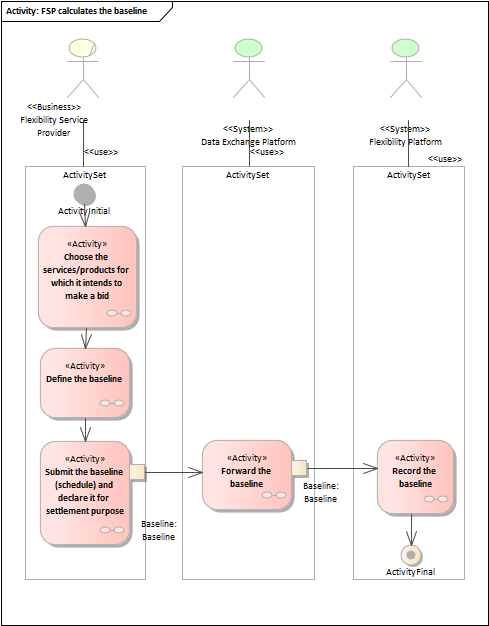 Activity: FSP calculates the baseline
<<Business>>
Flexibility Service
Provider
<<use>>
<<System>>
Data Exchange Platform
<<use>>
<<System>>
Flexibility Platform
<<use>>
ActivitySet
ActivitySet
ActivitySet
ActivityInitial
«Activity»
Choose the
services/products for
which it intends to
make a bid
«Activity»
Define the baseline
«Activity»
Submit the baseline
(schedule) and
declare it for
settlement purpose
Baseline:
Baseline
«Activity»
Forward the
baseline
Baseline:
Baseline
«Activity»
Record the
baseline
ActivityFinal